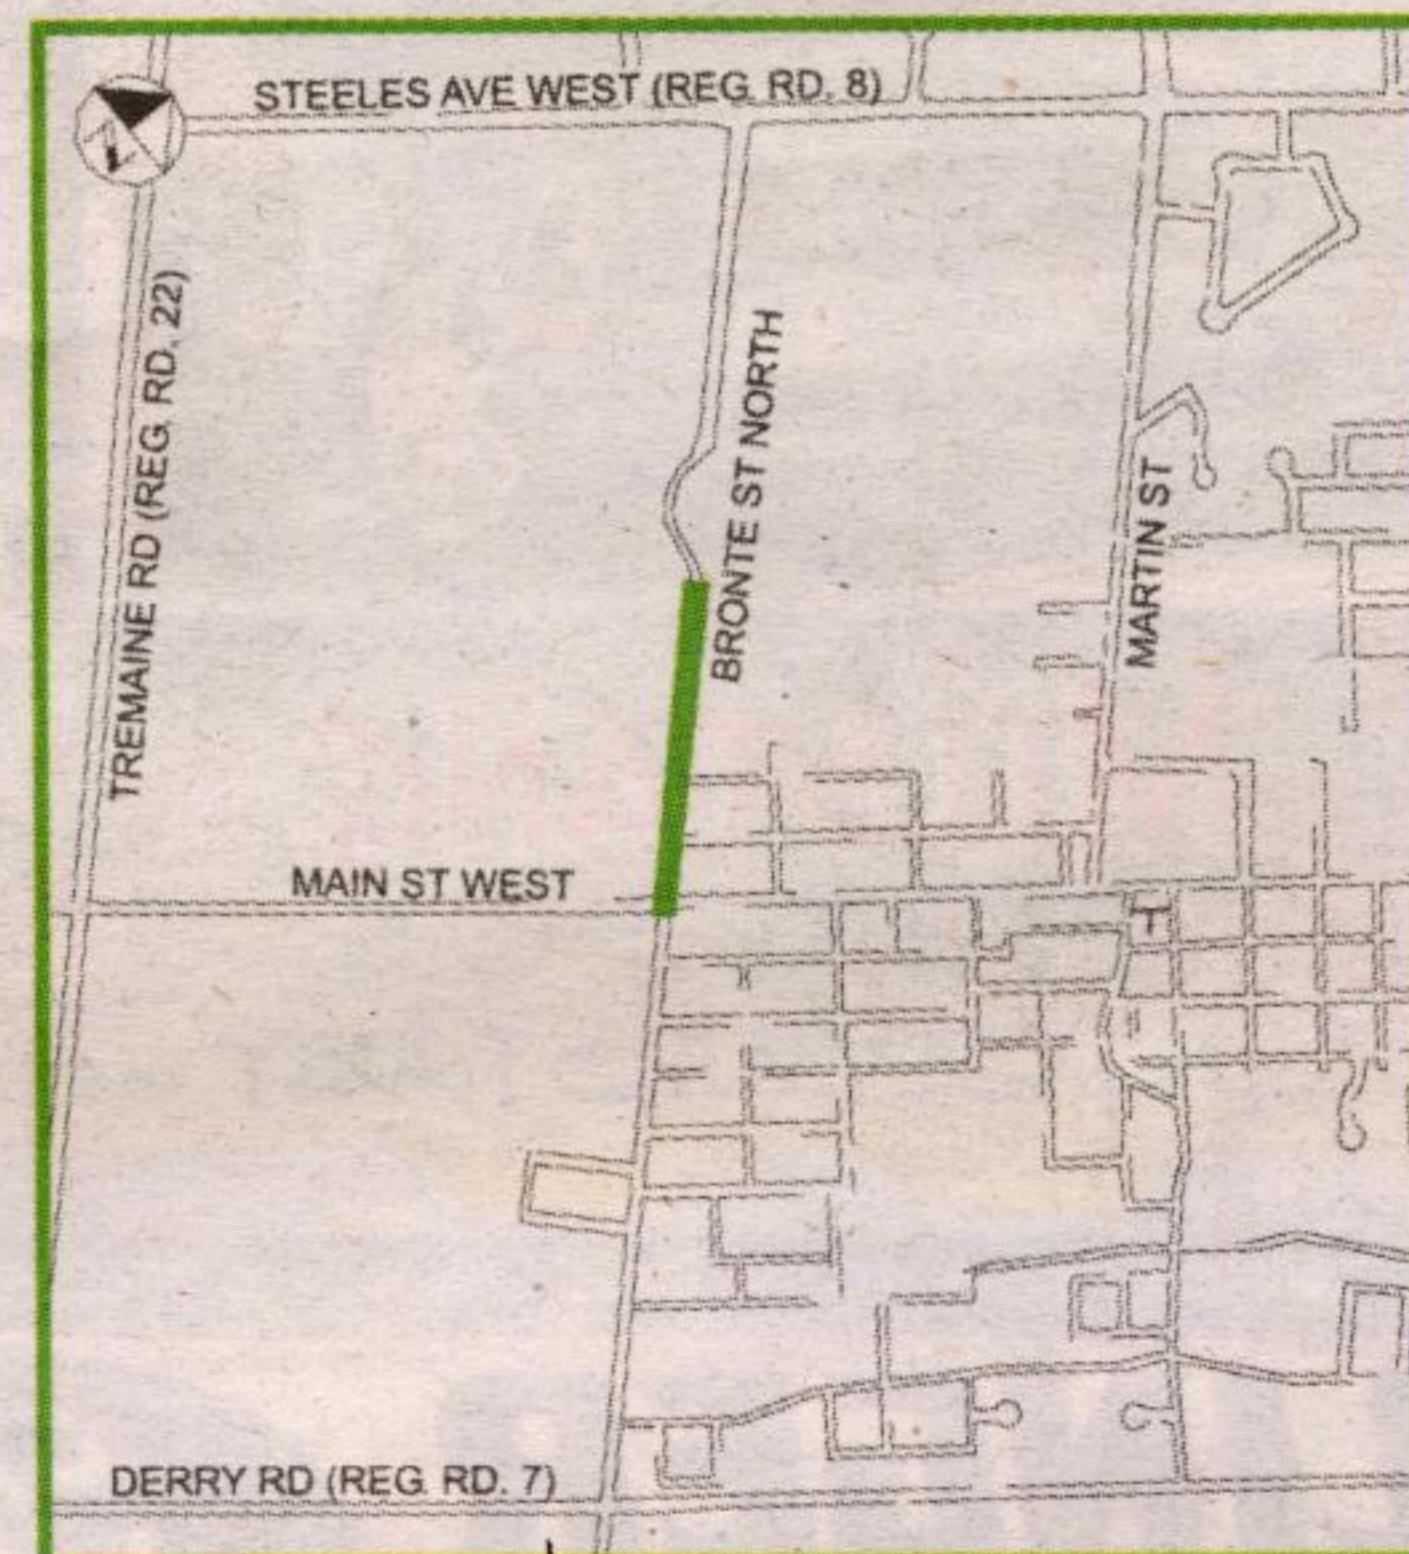 STEELES AVE WEST (REG. RD. 8)
N
TREMAINE RD (REG. RD. 22)
BRONTE ST NORTH
MARTIN ST
MAIN ST WEST
DERRY RD (REG. RD. 7)